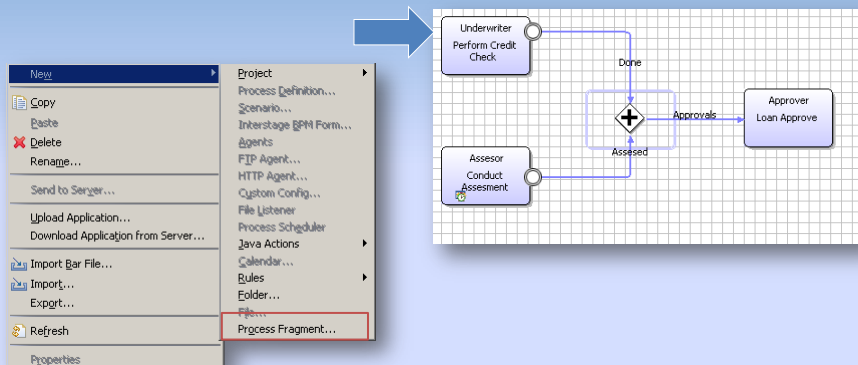 New
Copy
Paste
Delete
Rename...
Send to Server...
Upload Application...
Download Application from Server...
Import Bar File...
Import...
Export...
Refresh
Properties
Project
Process Definition...
Scenario...
Interstage BPM Form...
Agents
FTP Agent...
HTTP Agent...
Custom Config...
File Listener
Process Scheduler
Java Actions
Calendar...
Rules
Folder...
File...
Process Fragment...
Underwriter
Perform Credit
Check
Done
Approvals
Approver
Loan Approve
Assesed
Assesor
Conduct
Assesment